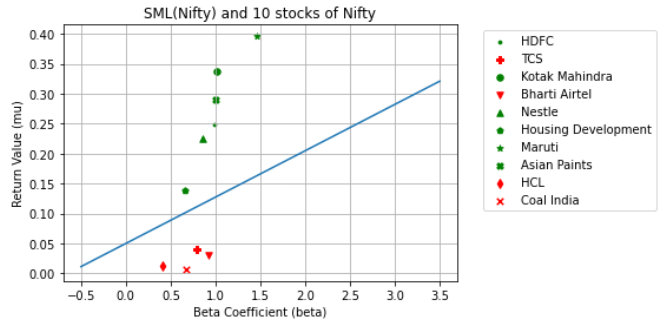 SML(Nifty) and 10 stocks of Nifty
0.40
0.35
0.30
0.25
0.20
0.15
0.10
0.05
0.00
Return Value (mu)
-0.5 0.0 0.5 1.0 1.5 2.0 2.5 3.0 3.5
Beta Coefficient (beta)
HDFC
TCS
Kotak Mahindra
Bharti Airtel
Nestle
Housing Development
Maruti
Asian Paints
HCL
Coal India